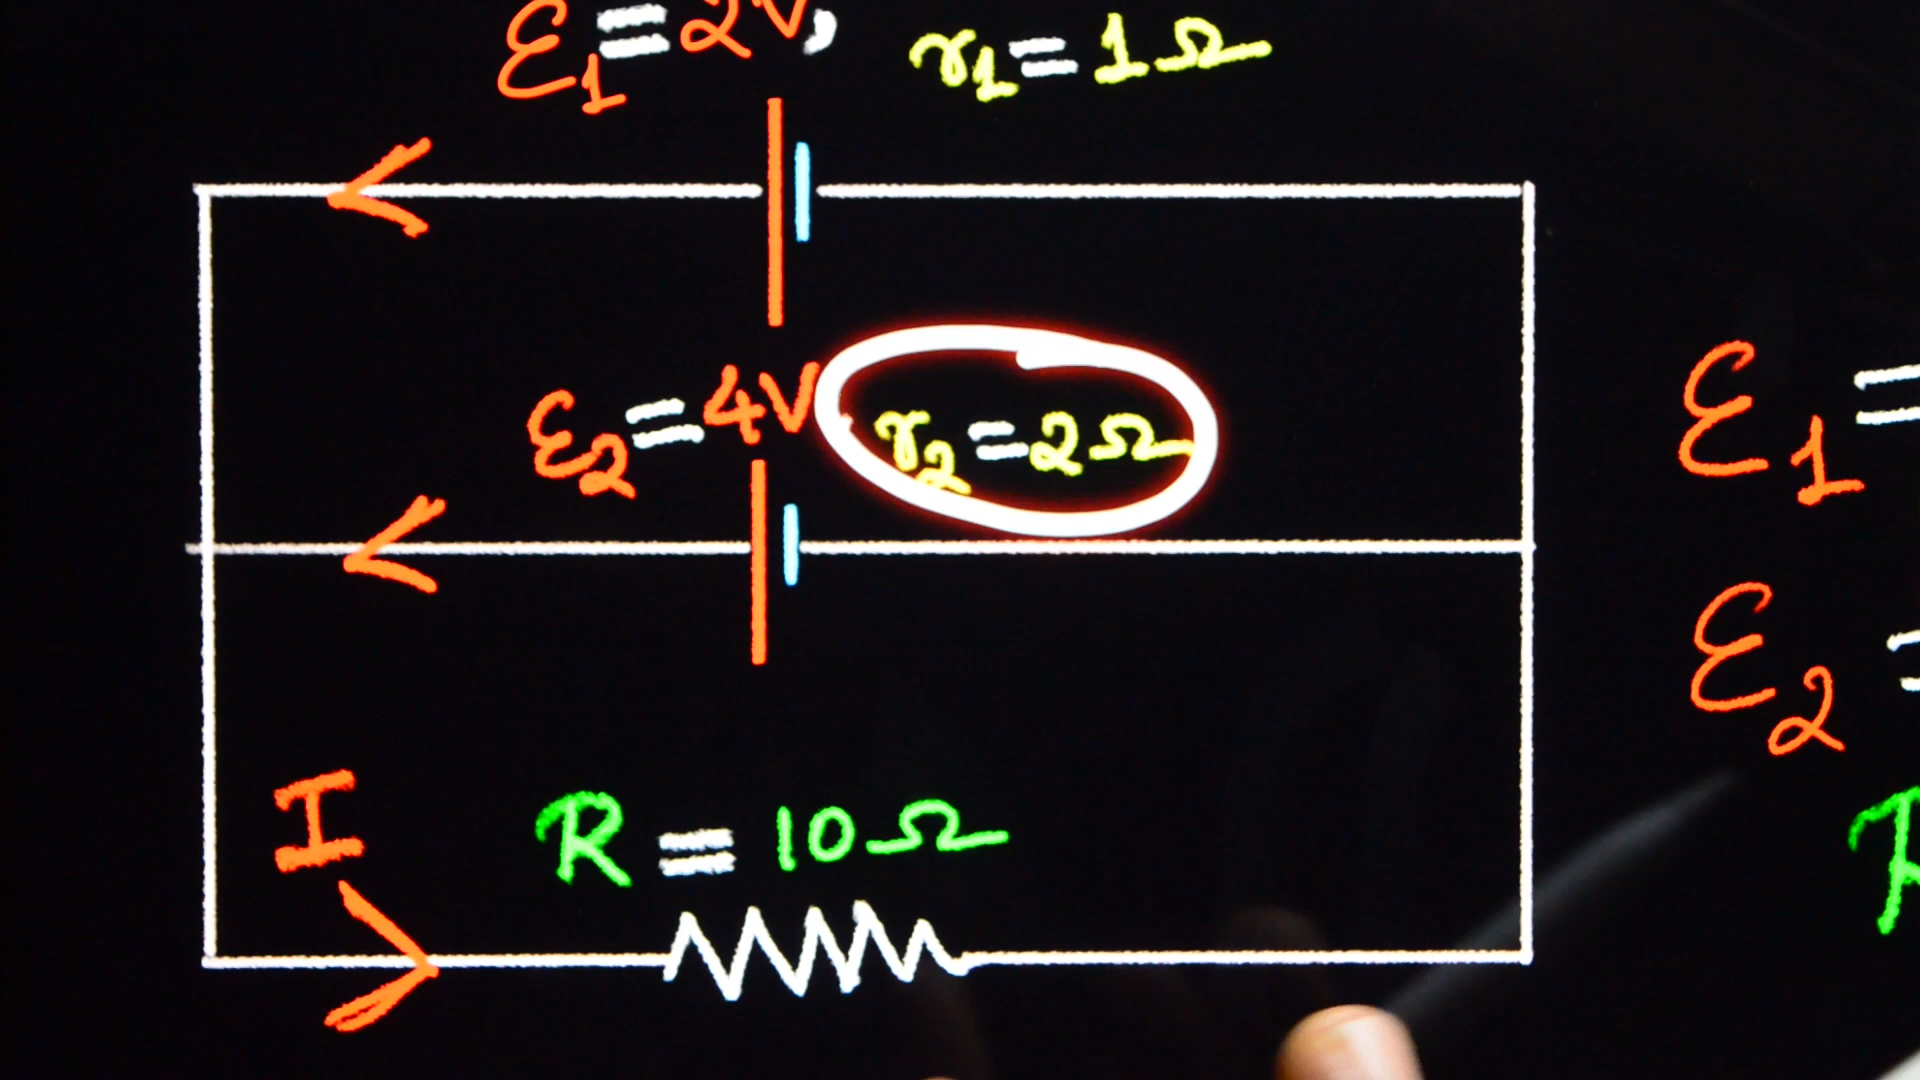 ε₁=2V, r₁=1Ω
ε₂=4V r₂=2Ω
I
R = 10Ω
ε₁=
ε₂=
R